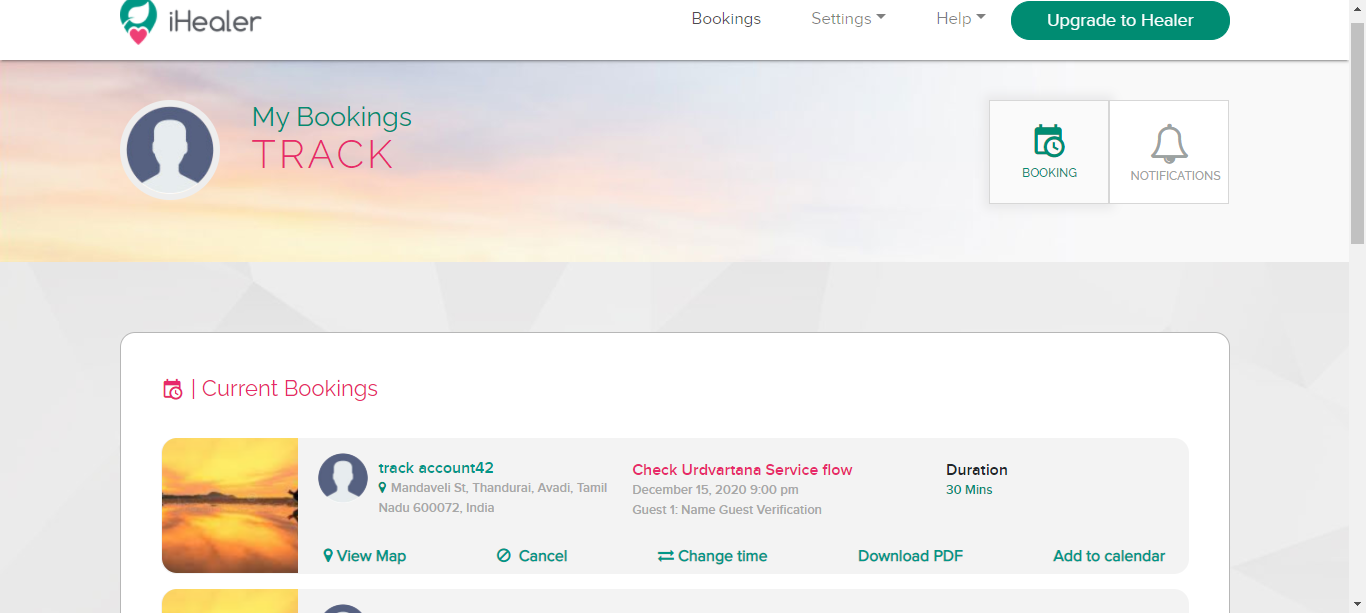 iHealer
Bookings
Settings
Help
Upgrade to Healer
My Bookings
TRACK
BOOKING
NOTIFICATIONS
| Current Bookings
track account42
Mandaveli St, Thandurai, Avadi, Tamil
Nadu 600072, India
Check Urdvartana Service flow
December 15, 2020 9:00 pm
Guest 1: Name Guest Verification
Duration
30 Mins
View Map
Cancel
Change time
Download PDF
Add to calendar